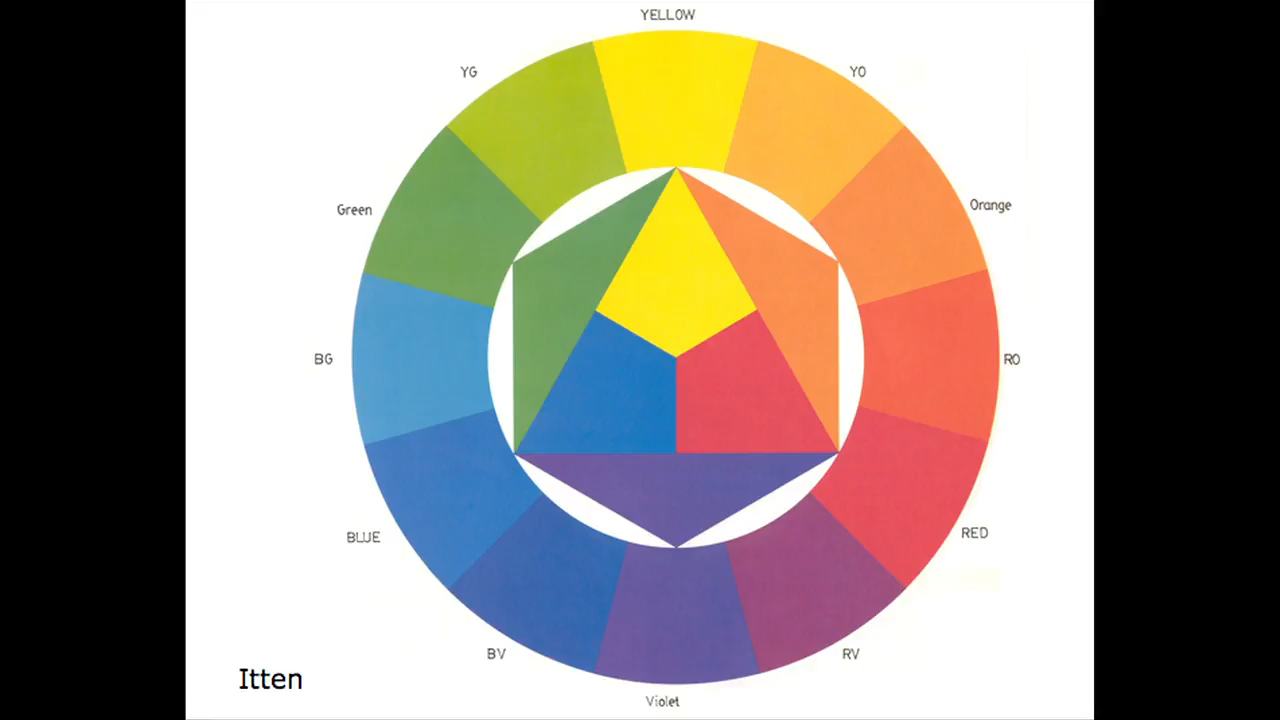 YELLOW
YG
YO
Green
Orange
BG
RO
BLUE
RED
BV
RV
Violet
Itten